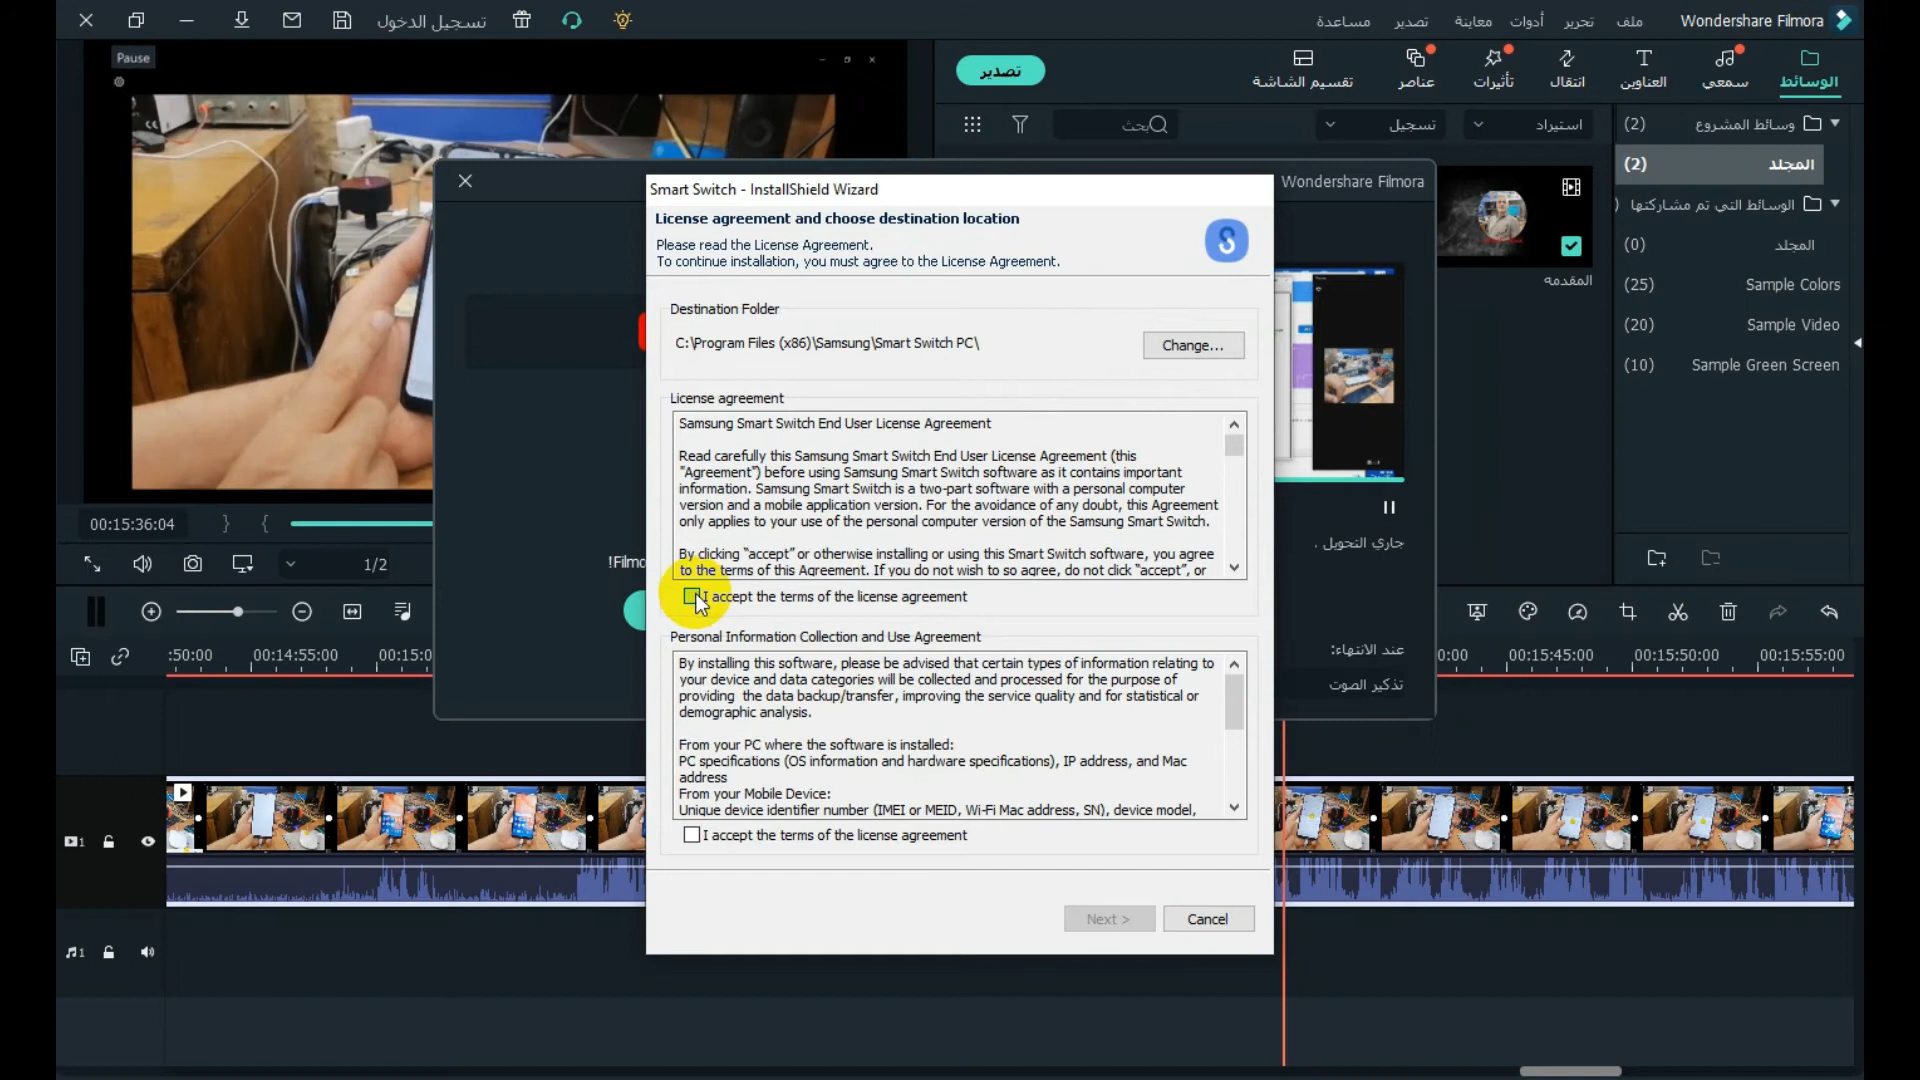 تسجيل الدخول
مساعدة
تصدير
معاينة
أدوات
تحرير
ملف
Wondershare Filmora
Pause
تصدير
تقسيم الشاشة
عناصر
تأثيرات
انتقال
العناوين
سمعي
الوسائط
بحث
تسجيل
استيراد
وسائط المشروع (2)
المجلد (2)
الوسائط التي تم مشاركتها
المجلد (0)
Sample Colors (25)
Sample Video (20)
Sample Green Screen (10)
المقدمه
Wondershare Filmora
Smart Switch - InstallShield Wizard
License agreement and choose destination location
Please read the License Agreement.
To continue installation, you must agree to the License Agreement.
Destination Folder
C:\Program Files (x86)\Samsung\Smart Switch PC\
Change...
License agreement
Samsung Smart Switch End User License Agreement
Read carefully this Samsung Smart Switch End User License Agreement (this
"Agreement") before using Samsung Smart Switch software as it contains important
information. Samsung Smart Switch is a two-part software with a personal computer
version and a mobile application version. For the avoidance of any doubt, this Agreement
only applies to your use of the personal computer version of the Samsung Smart Switch.
By clicking “accept” or otherwise installing or using this Smart Switch software, you agree
to the terms of this Agreement. If you do not wish to so agree, do not click “accept”, or
I accept the terms of the license agreement
Personal Information Collection and Use Agreement
By installing this software, please be advised that certain types of information relating to
your device and data categories will be collected and processed for the purpose of
providing the data backup/transfer, improving the service quality and for statistical or
demographic analysis.
From your PC where the software is installed:
PC specifications (OS information and hardware specifications), IP address, and Mac
address
From your Mobile Device:
Unique device identifier number (IMEI or MEID, Wi-Fi Mac address, SN), device model,
I accept the terms of the license agreement
Next >
Cancel
جاري التحويل .
عند الانتهاء:
تذكير الصوت
!Filmo
00:15:36:04
} {
1/2
:50:00
00:14:55:00
00:15:0
0:00
00:15:45:00
00:15:50:00
00:15:55:00
1
1